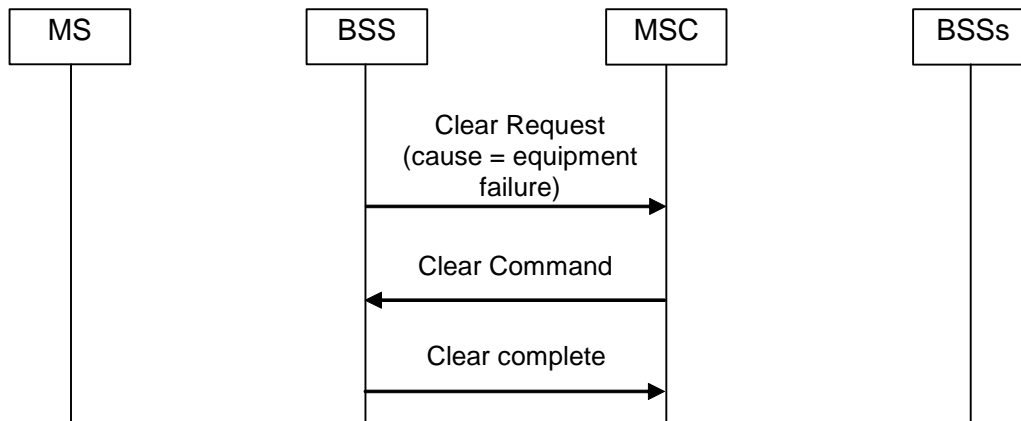 MS
BSS
MSC
BSSs
Clear Request
(cause = equipment
failure)
Clear Command
Clear complete